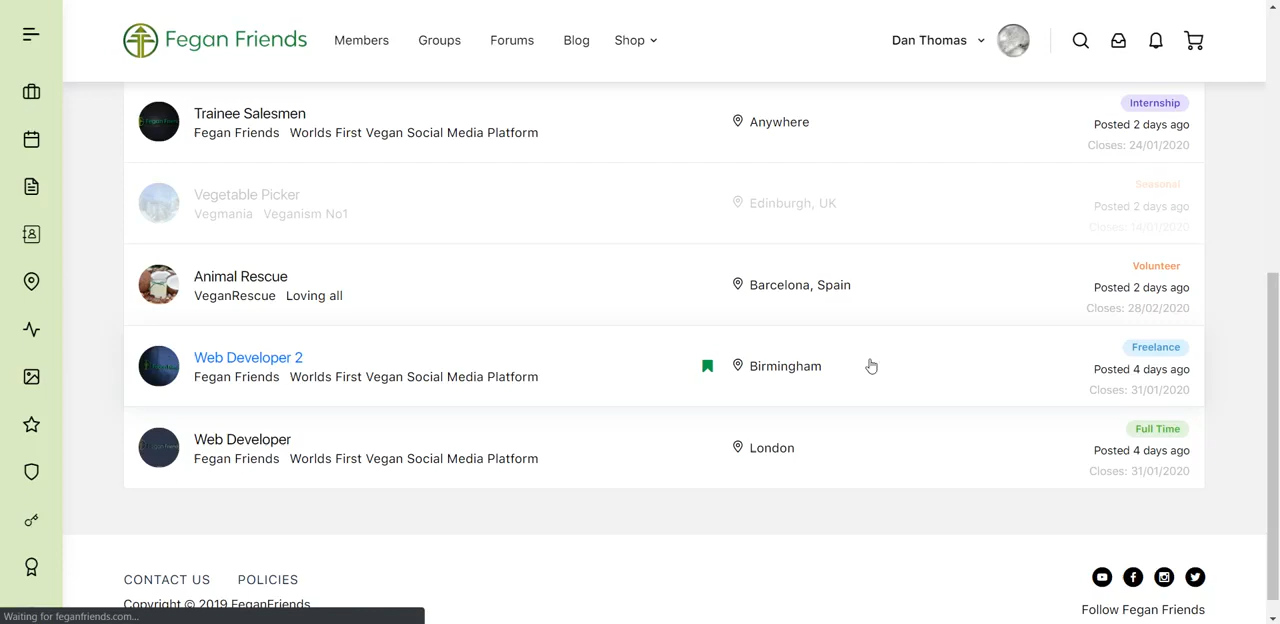 Fegan Friends
Members
Groups
Forums
Blog
Shop
Dan Thomas
Trainee Salesmen
Fegan Friends Worlds First Vegan Social Media Platform
Anywhere
Internship
Posted 2 days ago
Closes: 24/01/2020
Vegetable Picker
Vegmania Veganism No1
Edinburgh, UK
Seasonal
Posted 2 days ago
Closes: 14/01/2020
Animal Rescue
VeganRescue Loving all
Barcelona, Spain
Volunteer
Posted 2 days ago
Closes: 28/02/2020
Web Developer 2
Fegan Friends Worlds First Vegan Social Media Platform
Birmingham
Freelance
Posted 4 days ago
Closes: 31/01/2020
Web Developer
Fegan Friends Worlds First Vegan Social Media Platform
London
Full Time
Posted 4 days ago
Closes: 31/01/2020
CONTACT US
POLICIES
Copyright © 2019 FeganFriends
Follow Fegan Friends
Waiting for feganfriends.com...